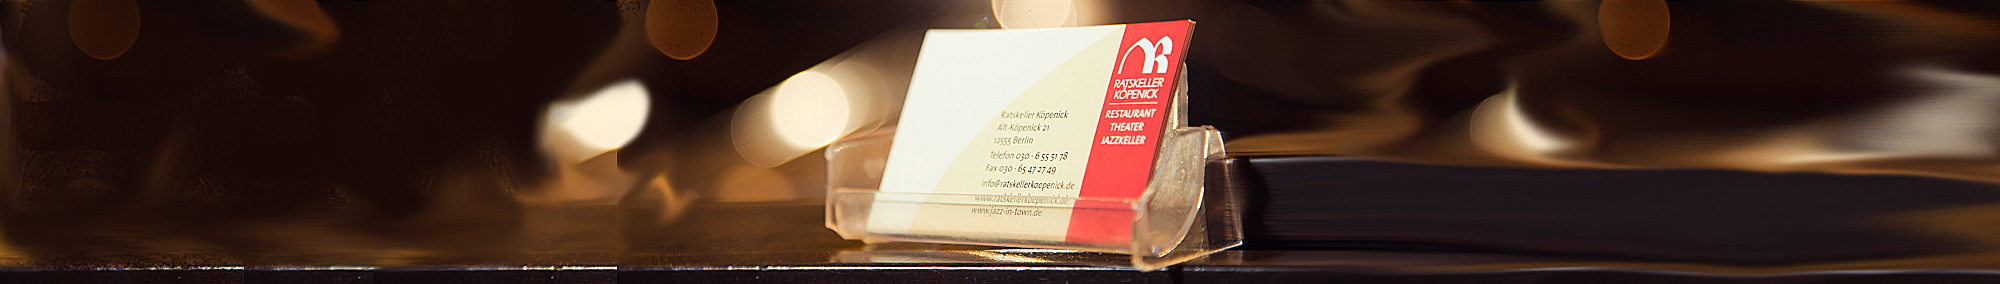 RATSKELLER
KÖPENICK
RESTAURANT
THEATER
JAZZKELLER
Ratskeller Köpenick
Alt-Köpenick 21
12555 Berlin
Telefon 030 · 6 55 51 78
Fax 030 · 65 47 27 49
info@ratskellerkoepenick.de
www.ratskellerkoepenick.de
www.jazz-in-town.de